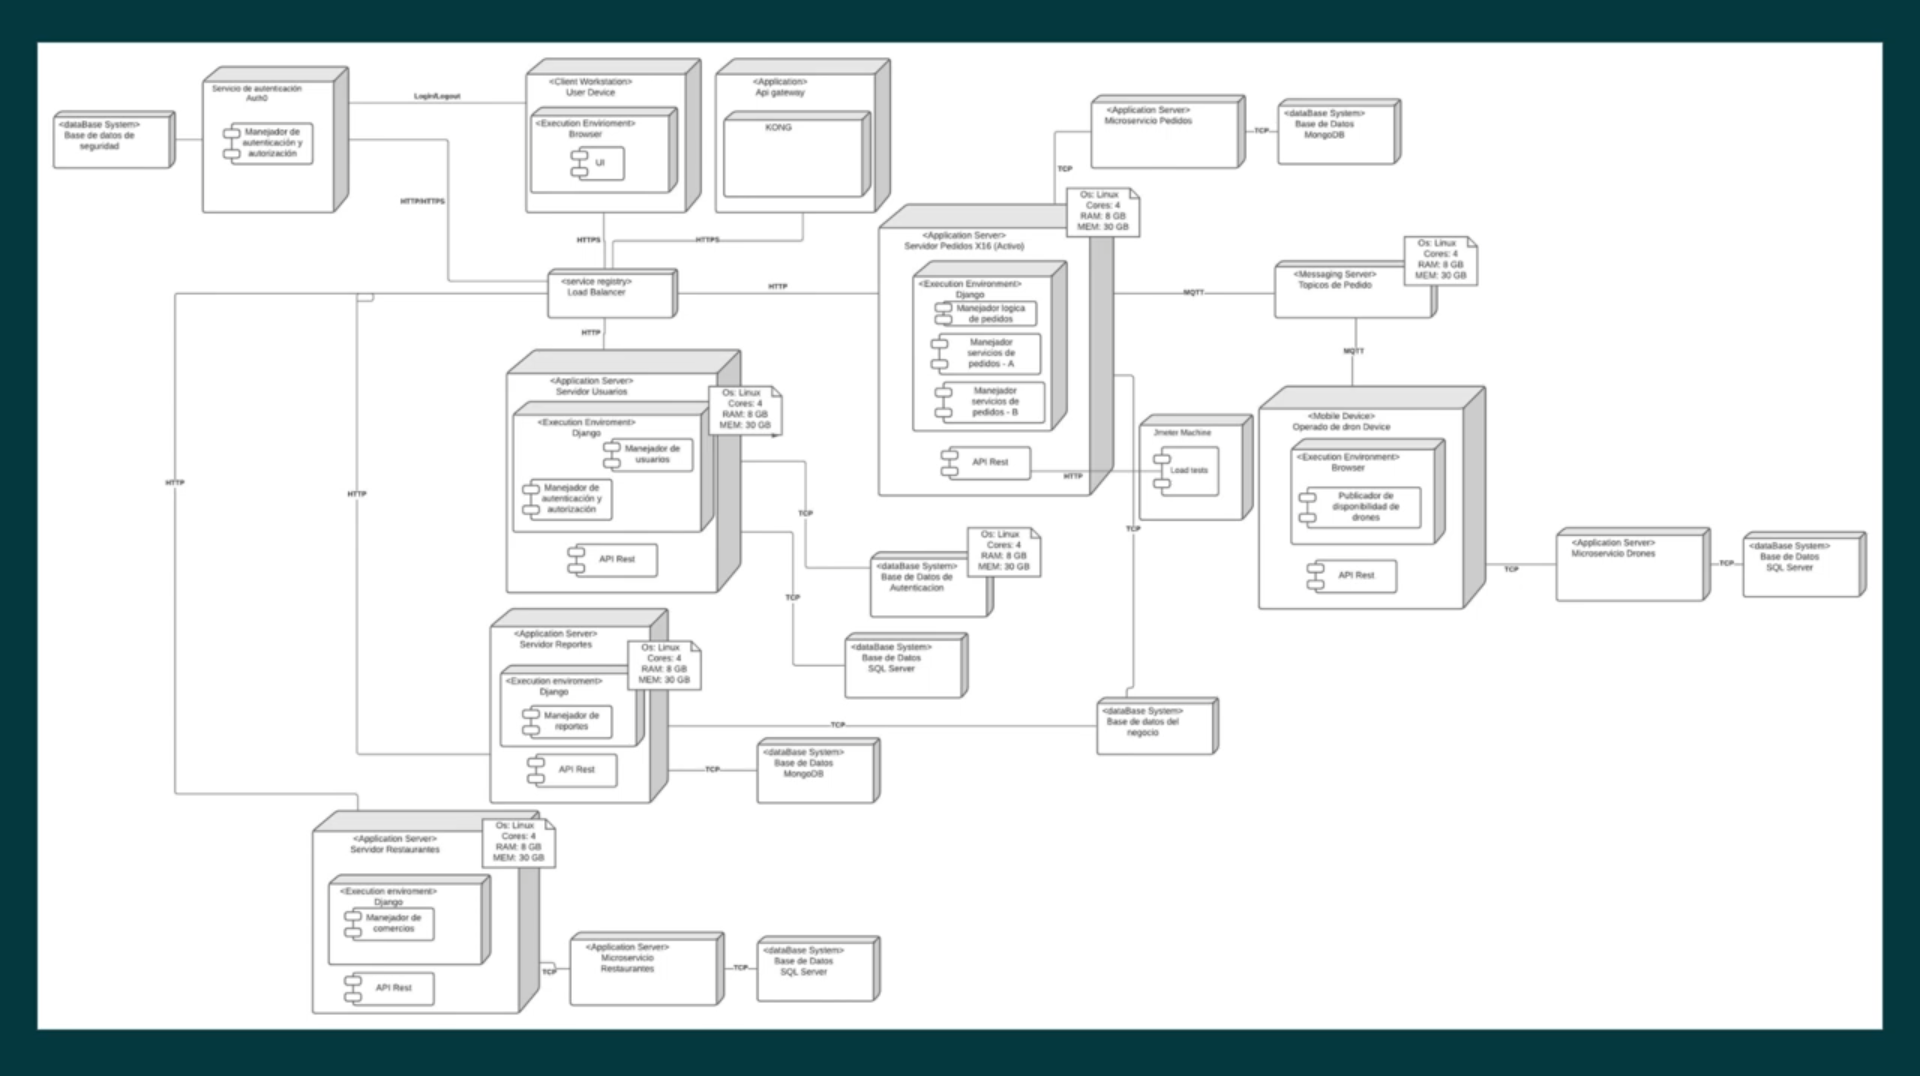 Servicio de autenticación
Auth0
Manejador de
autenticación y
autorización
<dataBase System>
Base de datos de
seguridad
Login/Logout
HTTP/HTTPS
<Client Workstation>
User Device
<Execution Enviroment>
Browser
UI
<Application>
Api gateway
KONG
HTTPS
HTTPS
<service registry>
Load Balancer
HTTP
HTTP
HTTP
HTTP
<Application Server>
Microservicio Pedidos
TCP
<dataBase System>
Base de Datos
MongoDB
TCP
Os: Linux
Cores: 4
RAM: 8 GB
MEM: 30 GB
<Application Server>
Servidor Pedidos X16 (Activo)
<Execution Environment>
Django
Manejador logica
de pedidos
Manejador
servicios de
pedidos - A
Manejador
servicios de
pedidos - B
API Rest
HTTP
Jmeter Machine
Load tests
MQTT
<Messaging Server>
Topicos de Pedido
Os: Linux
Cores: 4
RAM: 8 GB
MEM: 30 GB
MQTT
<Mobile Device>
Operado de dron Device
<Execution Environment>
Browser
Publicador de
disponibilidad de
drones
API Rest
TCP
<Application Server>
Microservicio Drones
TCP
<dataBase System>
Base de Datos
SQL Server
<Application Server>
Servidor Usuarios
Os: Linux
Cores: 4
RAM: 8 GB
MEM: 30 GB
<Execution Enviroment>
Django
Manejador de
usuarios
Manejador de
autenticación y
autorización
API Rest
TCP
TCP
TCP
<dataBase System>
Base de Datos de
Autenticacion
Os: Linux
Cores: 4
RAM: 8 GB
MEM: 30 GB
<dataBase System>
Base de Datos
SQL Server
<Application Server>
Servidor Reportes
Os: Linux
Cores: 4
RAM: 8 GB
MEM: 30 GB
<Execution enviroment>
Django
Manejador de
reportes
API Rest
TCP
<dataBase System>
Base de datos del
negocio
TCP
<dataBase System>
Base de Datos
MongoDB
<Application Server>
Servidor Restaurantes
Os: Linux
Cores: 4
RAM: 8 GB
MEM: 30 GB
<Execution enviroment>
Django
Manejador de
comercios
API Rest
TCP
<Application Server>
Microservicio
Restaurantes
TCP
<dataBase System>
Base de Datos
SQL Server